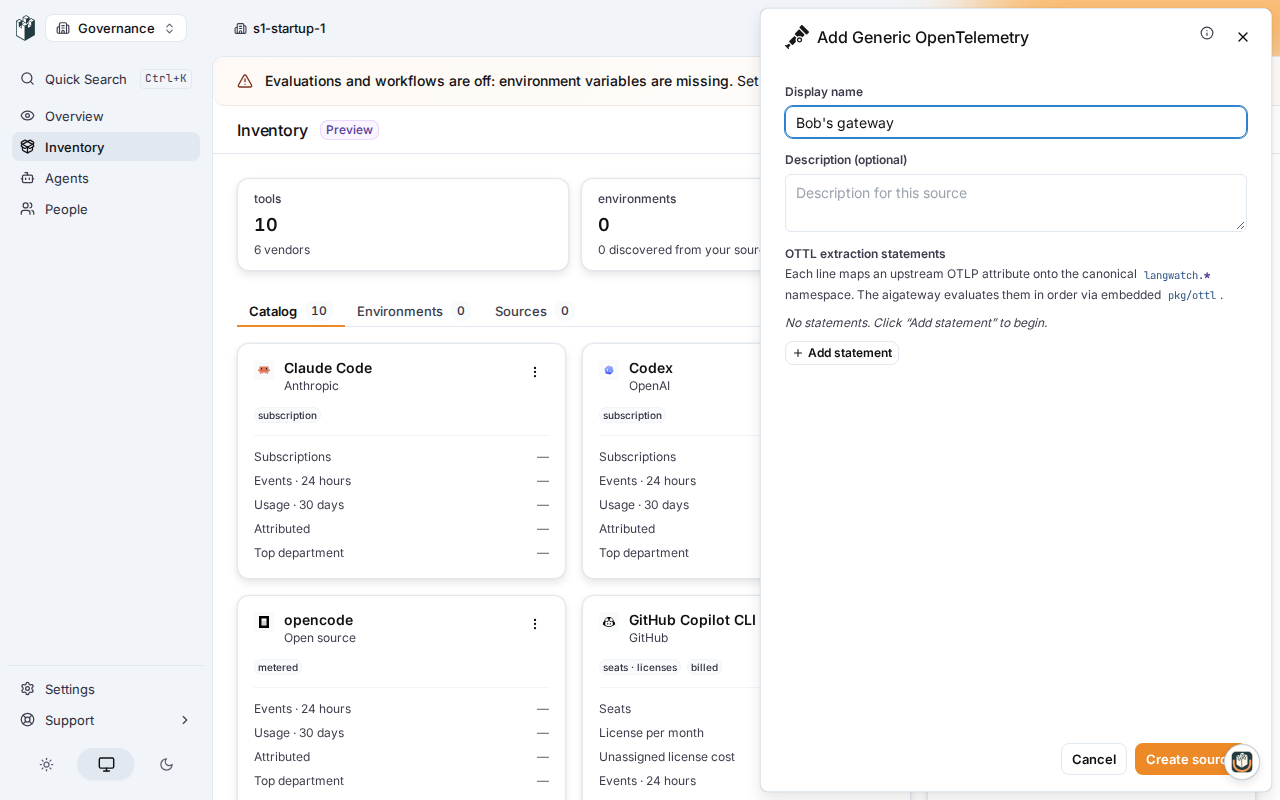 Governance
s1-startup-1
Quick Search Ctrl+K
Overview
Inventory
Agents
People
Settings
Support
Evaluations and workflows are off: environment variables are missing. Set
Inventory Preview
tools
10
6 vendors
environments
0
0 discovered from your
Catalog 10 Environments 0 Sources 0
Claude Code
Anthropic
subscription
Subscriptions —
Events · 24 hours —
Usage · 30 days —
Attributed —
Top department —
Codex
OpenAI
subscription
Subscriptions
Events · 24 hours
Usage · 30 days
Attributed
Top department
opencode
Open source
metered
Events · 24 hours —
Usage · 30 days —
Attributed —
Top department —
GitHub Copilot CLI
GitHub
seats · licenses billed
Seats
License per month
Unassigned license cost
Events · 24 hours
Add Generic OpenTelemetry
Display name
Bob's gateway
Description (optional)
Description for this source
OTTL extraction statements
Each line maps an upstream OTLP attribute onto the canonical langwatch.*
namespace. The aigateway evaluates them in order via embedded pkg/ottl .
No statements. Click “Add statement” to begin.
Add statement
Cancel
Create